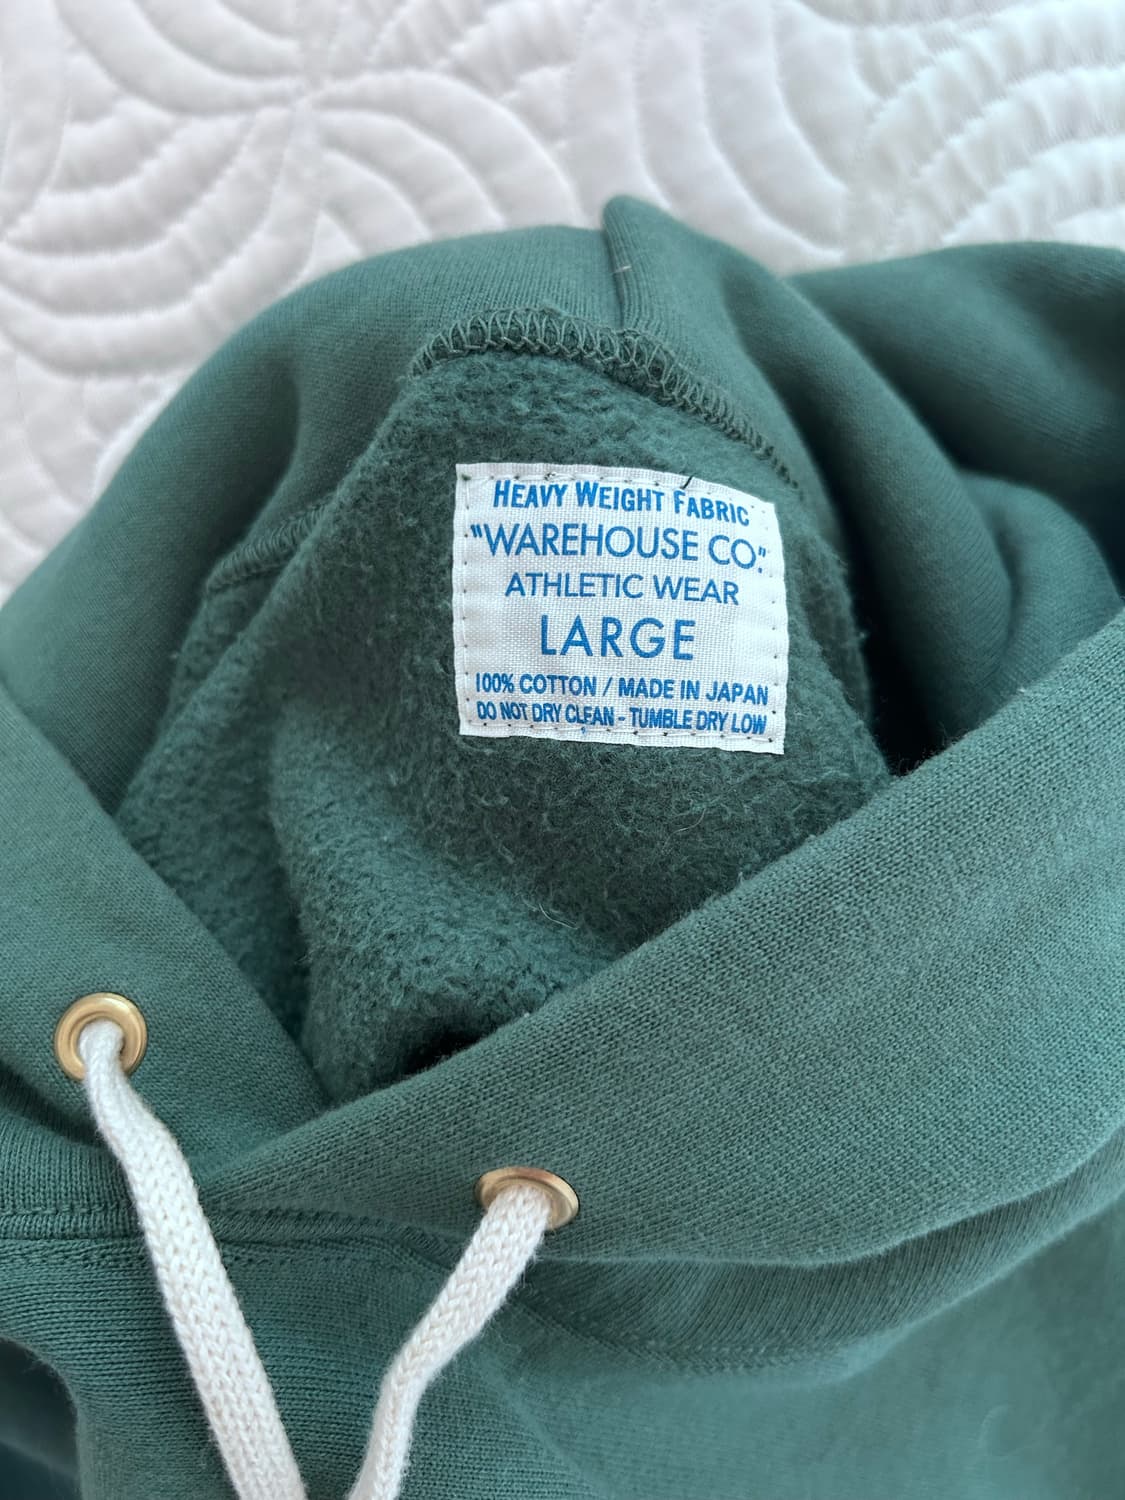 HEAVY WEIGHT FABRIC
"WAREHOUSE CO."
ATHLETIC WEAR
LARGE
100% COTTON / MADE IN JAPAN
DO NOT DRY CLEAN - TUMBLE DRY LOW